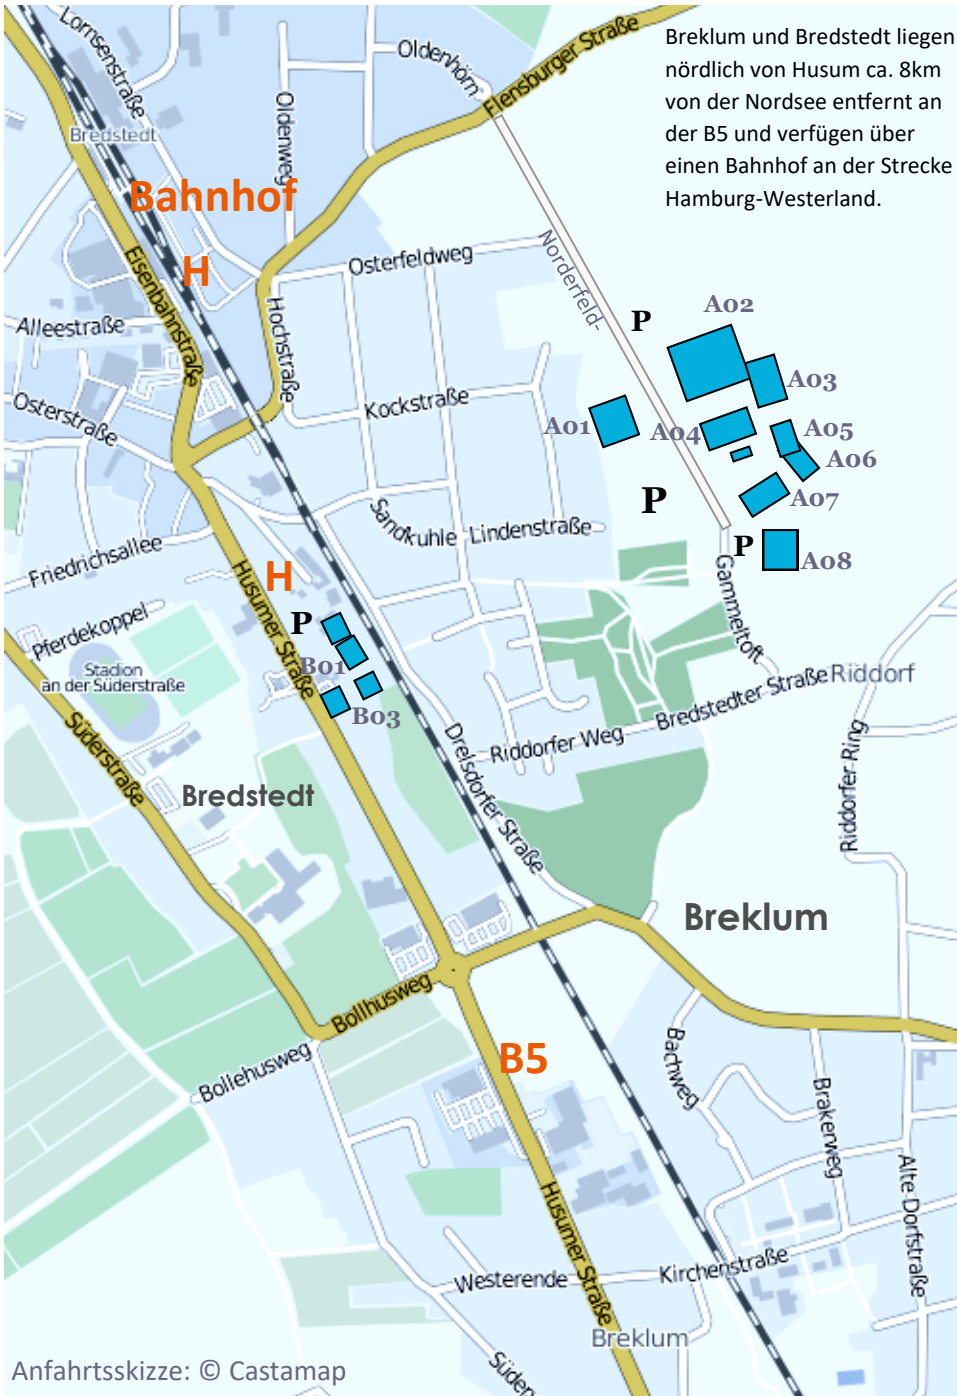 Breklum und Bredstedt liegen
nördlich von Husum ca. 8km
von der Nordsee entfernt an
der B5 und verfügen über
einen Bahnhof an der Strecke
Hamburg-Westerland.
Lornsenstraße
Oldenhörn
Flensburger Straße
Oldenweg
Bredstedt
Bahnhof
H
Eisenbahnstraße
Osterfeldweg
Norderfeld-
Hochstraße
Alleestraße
P
A02
A03
Osterstraße
Kockstraße
A01
A04
A05
A06
A07
P
Sandkuhle
Lindenstraße
P
A08
Friedrichsallee
H
Husumer Straße
Gammeltoft
Pferdekoppel
P
B01
Stadion
an der Süderstraße
B03
Riddorf
Bredstedter Straße
Riddorfer Weg
Drelsdorfer Straße
Riddorfer Ring
Süderstraße
Bredstedt
Breklum
Bollhusweg
B5
Bollehusweg
Bachweg
Brakerweg
Alte-Dorfstraße
Husumer Straße
Westerende
Kirchenstraße
Breklum
Süden
Anfahrtsskizze: © Castamap